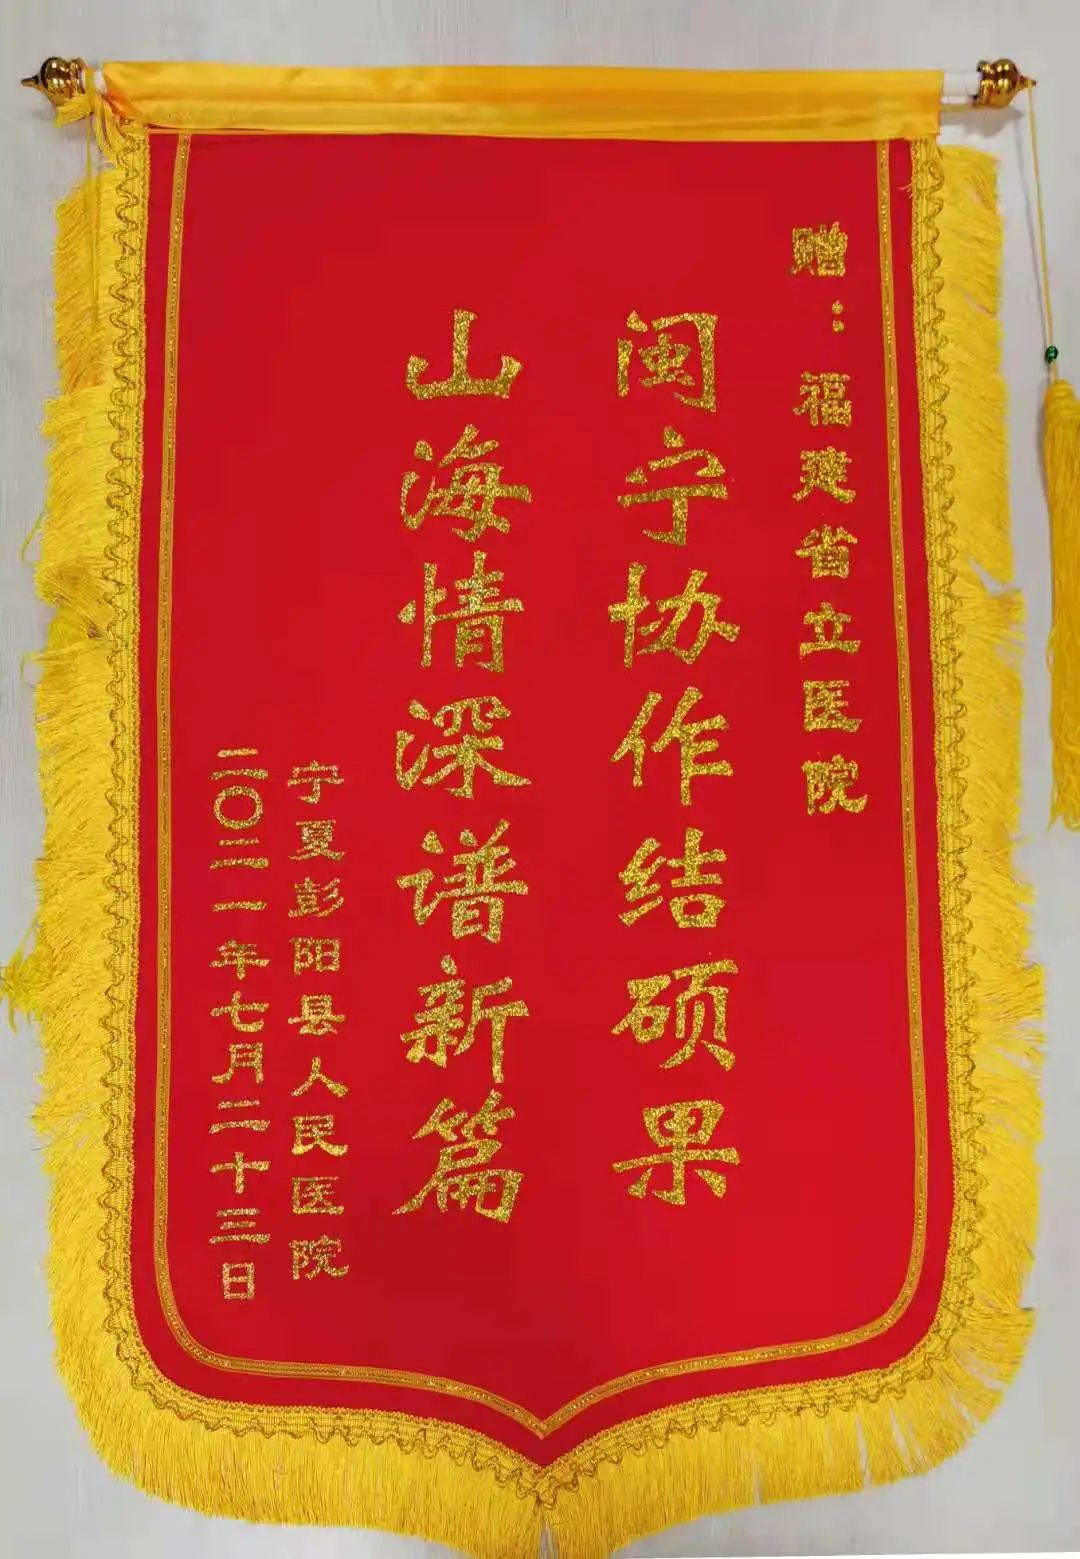 赠：福建省立医院
闽宁协作结硕果
山海情深谱新篇
宁夏彭阳县人民医院
二〇二一年七月二十三日